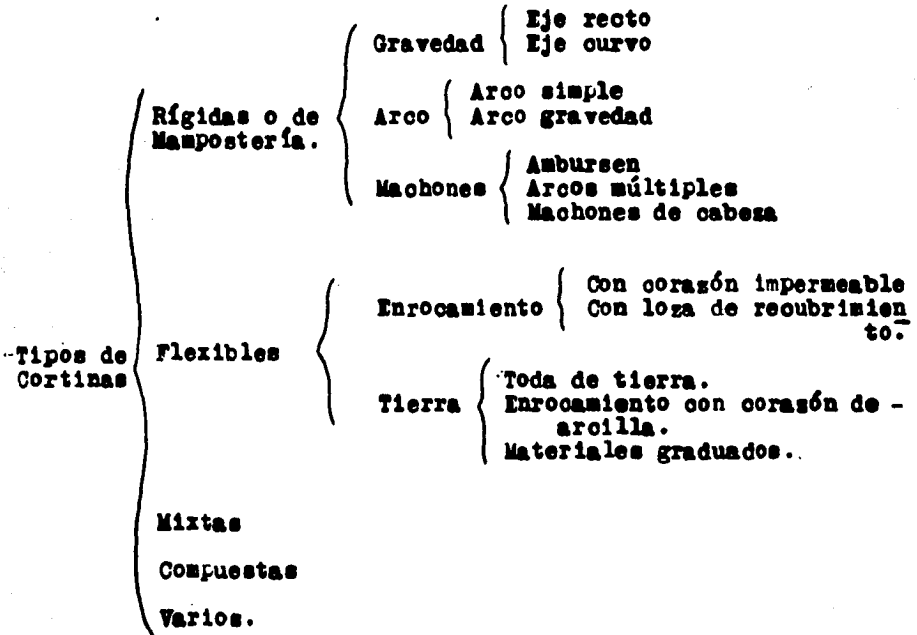 Eje recto
Gravedad
Eje curvo
Arco simple
Rígidas o de
Arco
Mampostería.
Arco gravedad
Ambursen
Machones
Arcos múltiples
Machones de cabeza
Con corazón impermeable
Enrocamiento
Con loza de recubrimien
to.
Tipos de
Cortinas
Flexibles
Toda de tierra.
Tierra
Enrocamiento con corazón de -
arcilla.
Materiales graduados.
Mixtas
Compuestas
Varios.